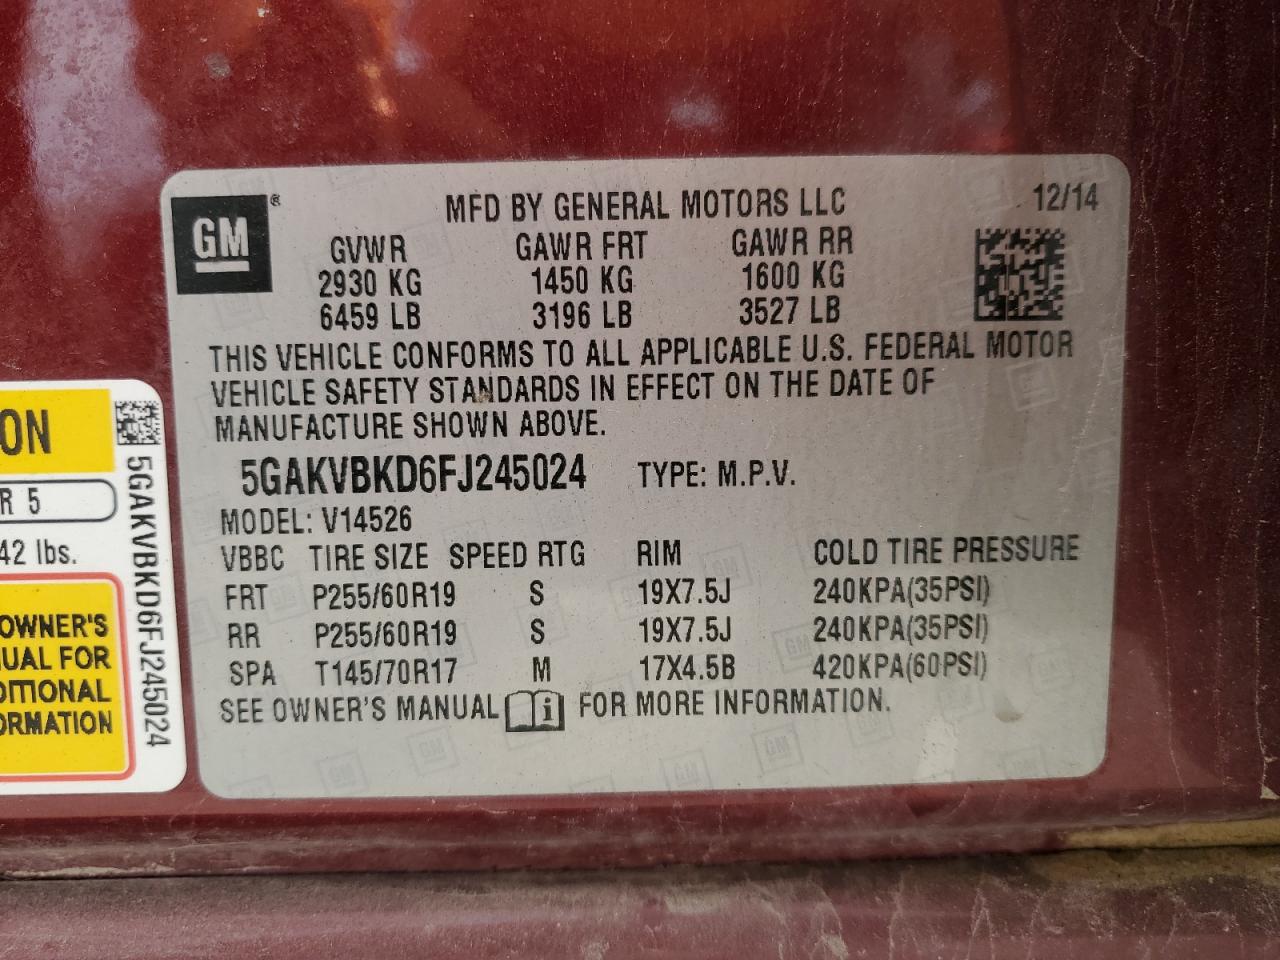 GM ®
MFD BY GENERAL MOTORS LLC 12/14
GVWR GAWR FRT GAWR RR
2930 KG 1450 KG 1600 KG
6459 LB 3196 LB 3527 LB
THIS VEHICLE CONFORMS TO ALL APPLICABLE U.S. FEDERAL MOTOR
VEHICLE SAFETY STANDARDS IN EFFECT ON THE DATE OF
MANUFACTURE SHOWN ABOVE.
5GAKVBKD6FJ245024 TYPE: M.P.V.
MODEL: V14526
VBBC TIRE SIZE SPEED RTG RIM COLD TIRE PRESSURE
FRT P255/60R19 S 19X7.5J 240KPA(35PSI)
RR P255/60R19 S 19X7.5J 240KPA(35PSI)
SPA T145/70R17 M 17X4.5B 420KPA(60PSI)
SEE OWNER'S MANUAL i FOR MORE INFORMATION.
ON
R 5
42 lbs.
OWNER'S
UAL FOR
DITIONAL
ORMATION
5GAKVBKD6FJ245024